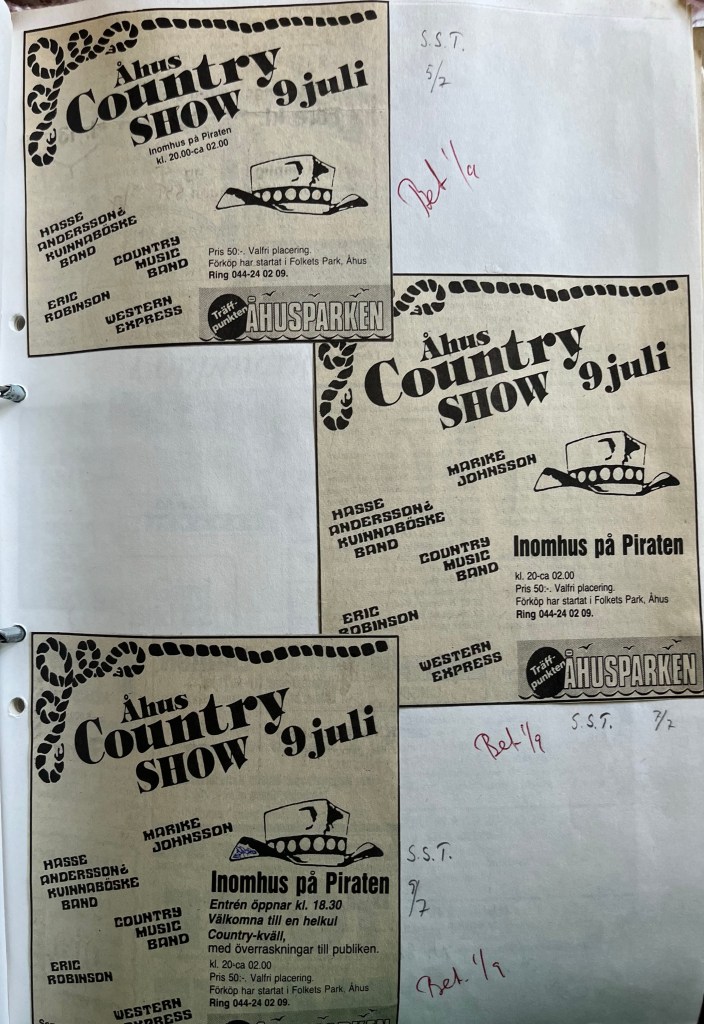 Åhus
Country
SHOW 9 juli
Inomhus på Piraten
kl. 20.00-ca 02.00
HASSE
ANDERSSON &
KVINNABÖSKE
BAND
COUNTRY
MUSIC
BAND
ERIC
ROBINSON
WESTERN
EXPRESS
Pris 50:-. Valfri placering.
Förköp har startat i Folkets Park, Åhus
Ring 044-24 02 09.
Träff-
punkten
ÅHUSPARKEN
S.S.T.
5/7
Bet 1/9
Åhus
Country
SHOW 9 juli
MARIKE
JOHNSSON
HASSE
ANDERSSON &
KVINNABÖSKE
BAND
COUNTRY
MUSIC
BAND
ERIC
ROBINSON
WESTERN
EXPRESS
Inomhus på Piraten
kl. 20-ca 02.00
Pris 50:-. Valfri placering.
Förköp har startat i Folkets Park, Åhus
Ring 044-24 02 09.
Träff-
punkten
ÅHUSPARKEN
Bet 1/9
S.S.T. 7/7
Åhus
Country
SHOW 9 juli
MARIKE
JOHNSSON
HASSE
ANDERSSON &
KVINNABÖSKE
BAND
COUNTRY
MUSIC
BAND
ERIC
ROBINSON
WESTERN
EXPRESS
Inomhus på Piraten
Entrén öppnar kl. 18.30
Välkomna till en helkul
Country-kväll,
med överraskningar till publiken.
kl. 20-ca 02.00
Pris 50:-. Valfri placering.
Förköp har startat i Folkets Park, Åhus
Ring 044-24 02 09.
ÅHUSPARKEN
S.S.T.
9/7
Bet. 1/9